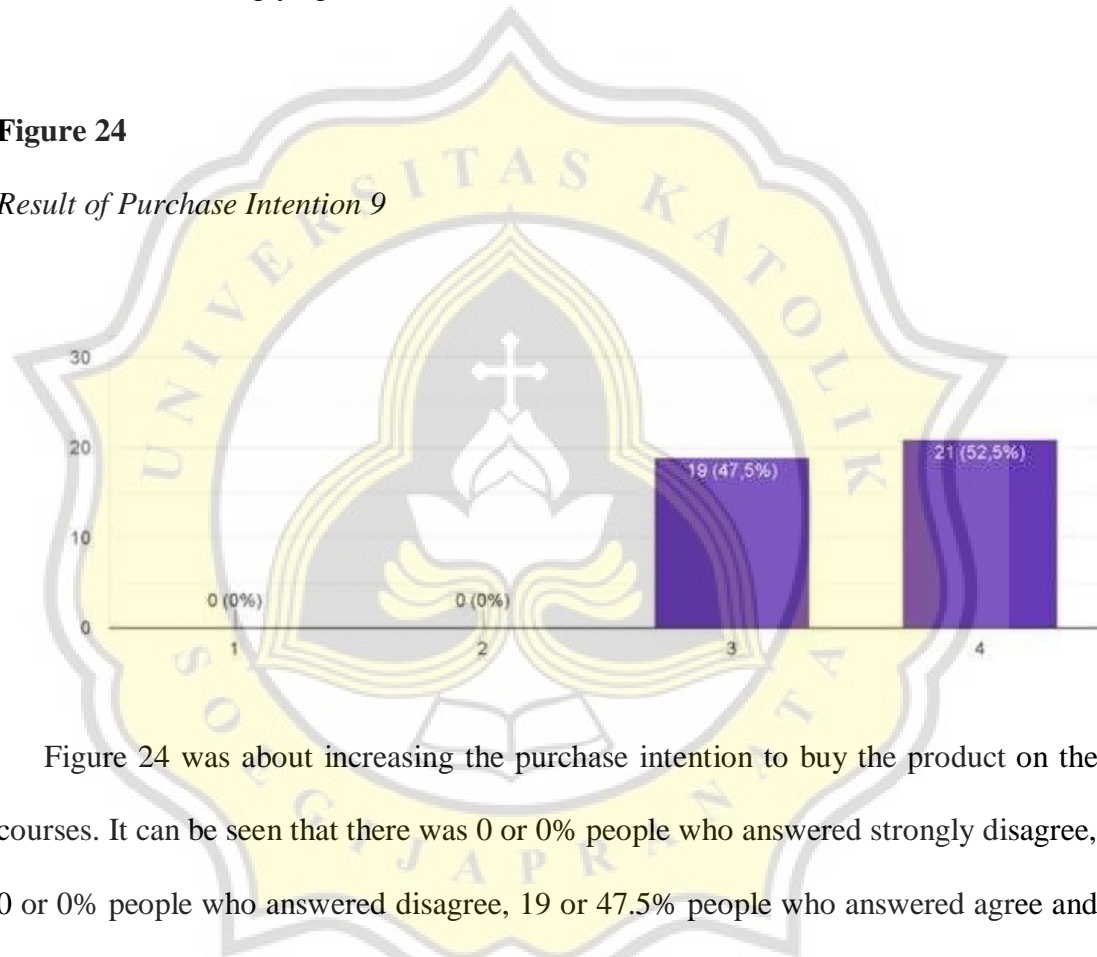 Figure 24
Result of Purchase Intention 9
UNIVERSITAS KATOLIK
SOEGIJAPRANATA
30
20
10
0
0 (0%)
0 (0%)
19 (47,5%)
21 (52,5%)
1
2
3
4
Figure 24 was about increasing the purchase intention to buy the product on the
courses. It can be seen that there was 0 or 0% people who answered strongly disagree,
0 or 0% people who answered disagree, 19 or 47.5% people who answered agree and